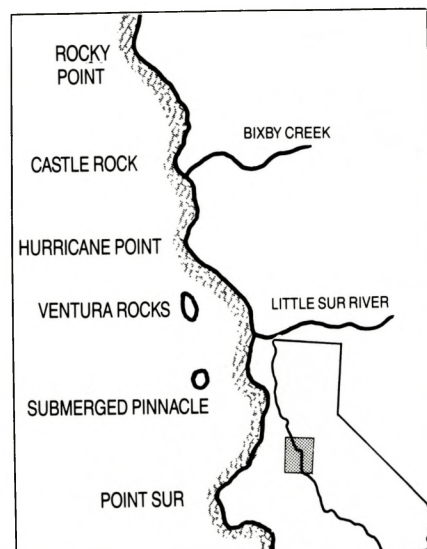 ROCKY
POINT
BIXBY CREEK
CASTLE ROCK
HURRICANE POINT
VENTURA ROCKS
LITTLE SUR RIVER
SUBMERGED PINNACLE
POINT SUR